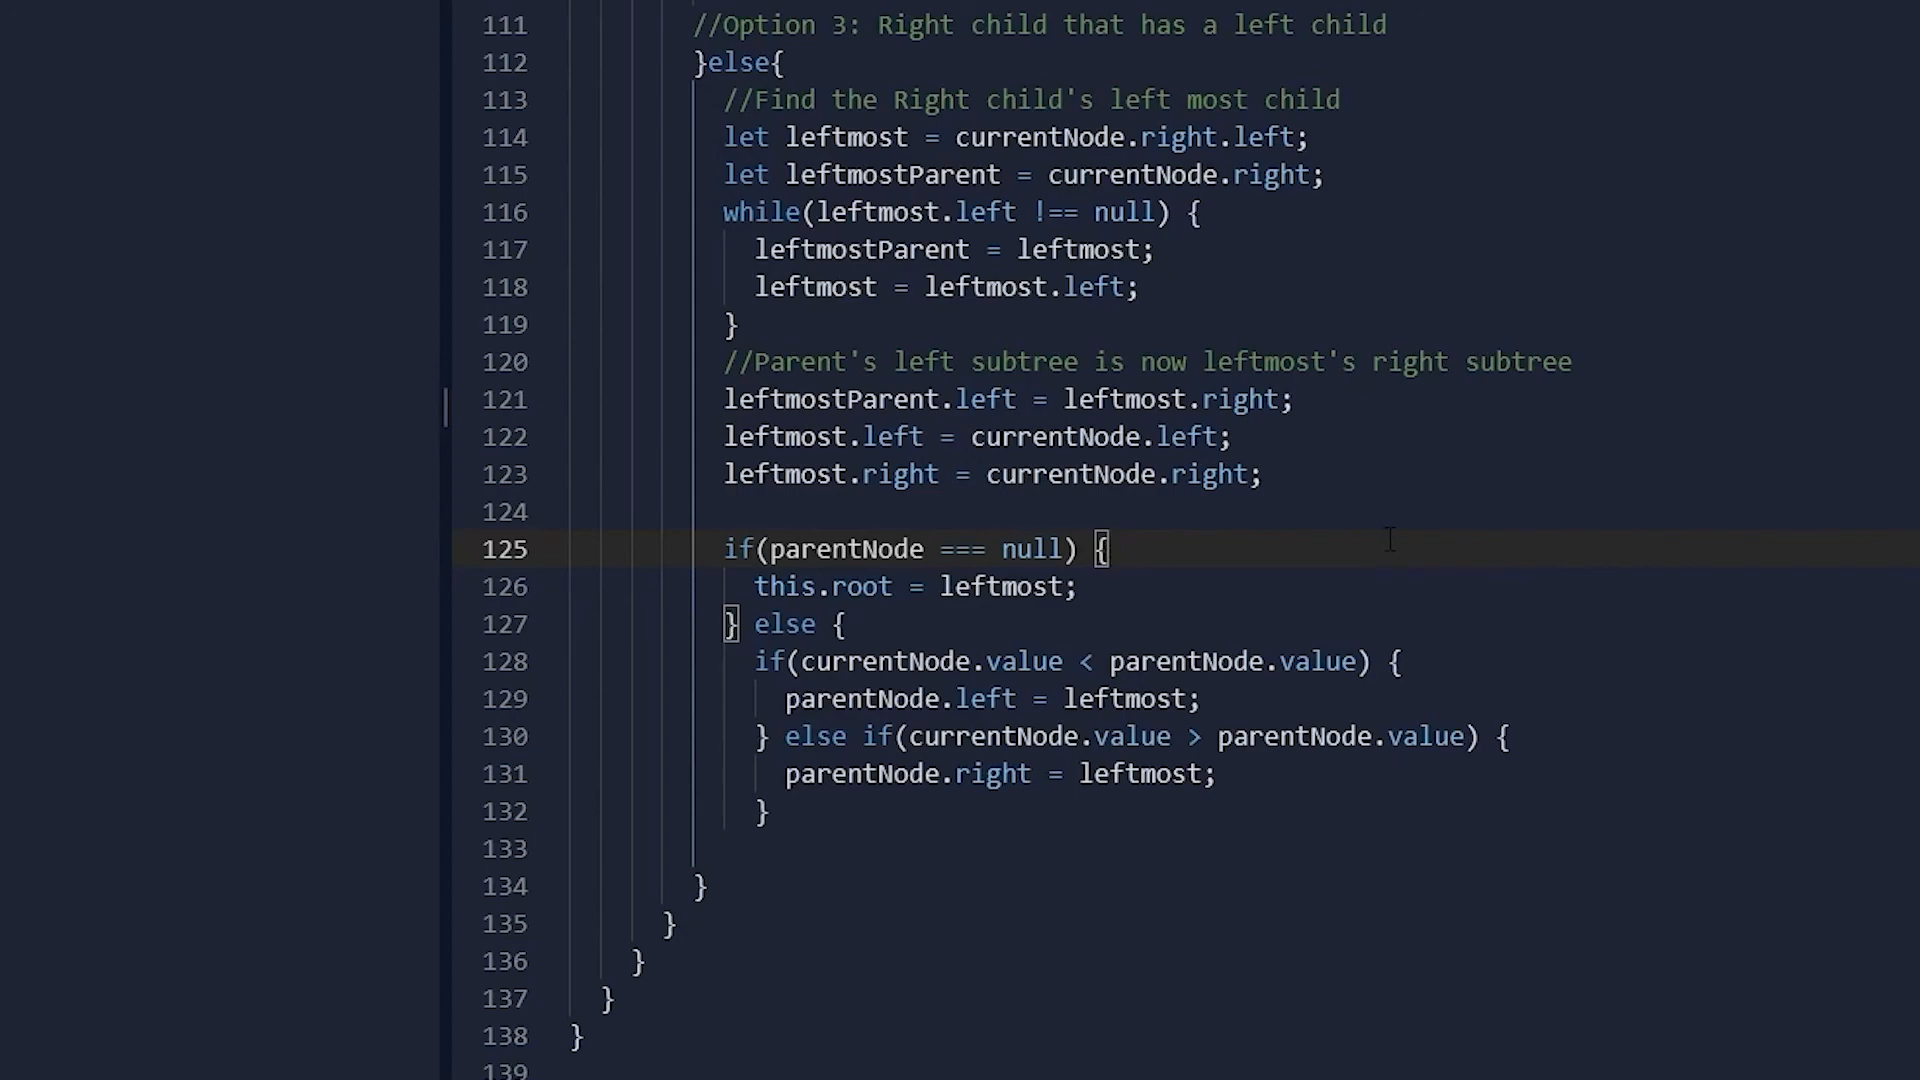 111 //Option 3: Right child that has a left child
112 }else{
113 //Find the Right child's left most child
114 let leftmost = currentNode.right.left;
115 let leftmostParent = currentNode.right;
116 while(leftmost.left !== null) {
117 leftmostParent = leftmost;
118 leftmost = leftmost.left;
119 }
120 //Parent's left subtree is now leftmost's right subtree
121 leftmostParent.left = leftmost.right;
122 leftmost.left = currentNode.left;
123 leftmost.right = currentNode.right;
124
125 if(parentNode === null) {
126 this.root = leftmost;
127 } else {
128 if(currentNode.value < parentNode.value) {
129 parentNode.left = leftmost;
130 } else if(currentNode.value > parentNode.value) {
131 parentNode.right = leftmost;
132 }
133
134 }
135 }
136 }
137 }
138 }
139